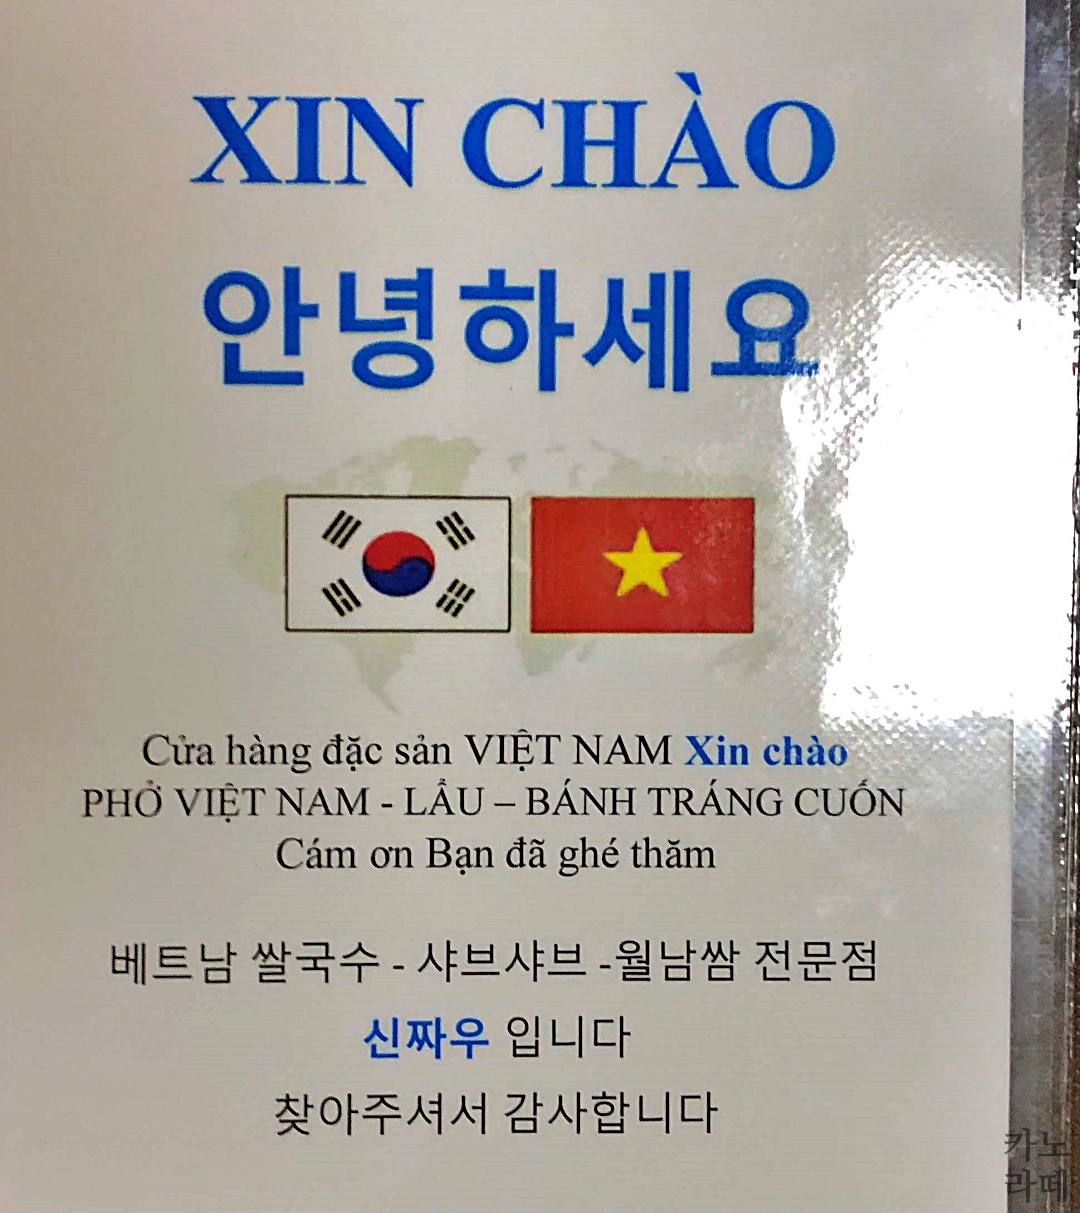 XIN CHÀO
안녕하세요
Cửa hàng đặc sản VIỆT NAM Xin chào
PHỞ VIỆT NAM - LẨU – BÁNH TRÁNG CUỐN
Cám ơn Bạn đã ghé thăm
베트남 쌀국수 - 샤브샤브 -월남쌈 전문점
신짜우 입니다
찾아주셔서 감사합니다
카노
라떼